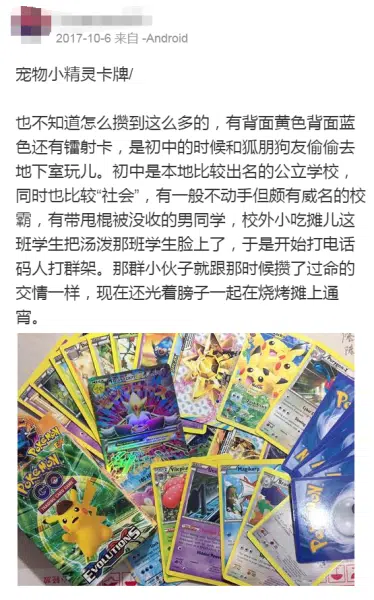 2017-10-6 来自 -Android
宠物小精灵卡牌/
也不知道怎么攒到这么多的，有背面黄色背面蓝
色还有镭射卡，是初中的时候和狐朋狗友偷偷去
地下室玩儿。初中是本地比较出名的公立学校，
同时也比较“社会”，有一般不动手但颇有威名的校
霸，有带甩棍被没收的男同学，校外小吃摊儿这
班学生把汤泼那班学生脸上了，于是开始打电话
码人打群架。那群小伙子就跟那时候攒了过命的
交情一样，现在还光着膀子一起在烧烤摊上通
宵。
POKEMON
GO
POKEMON
EVOLUTIONS